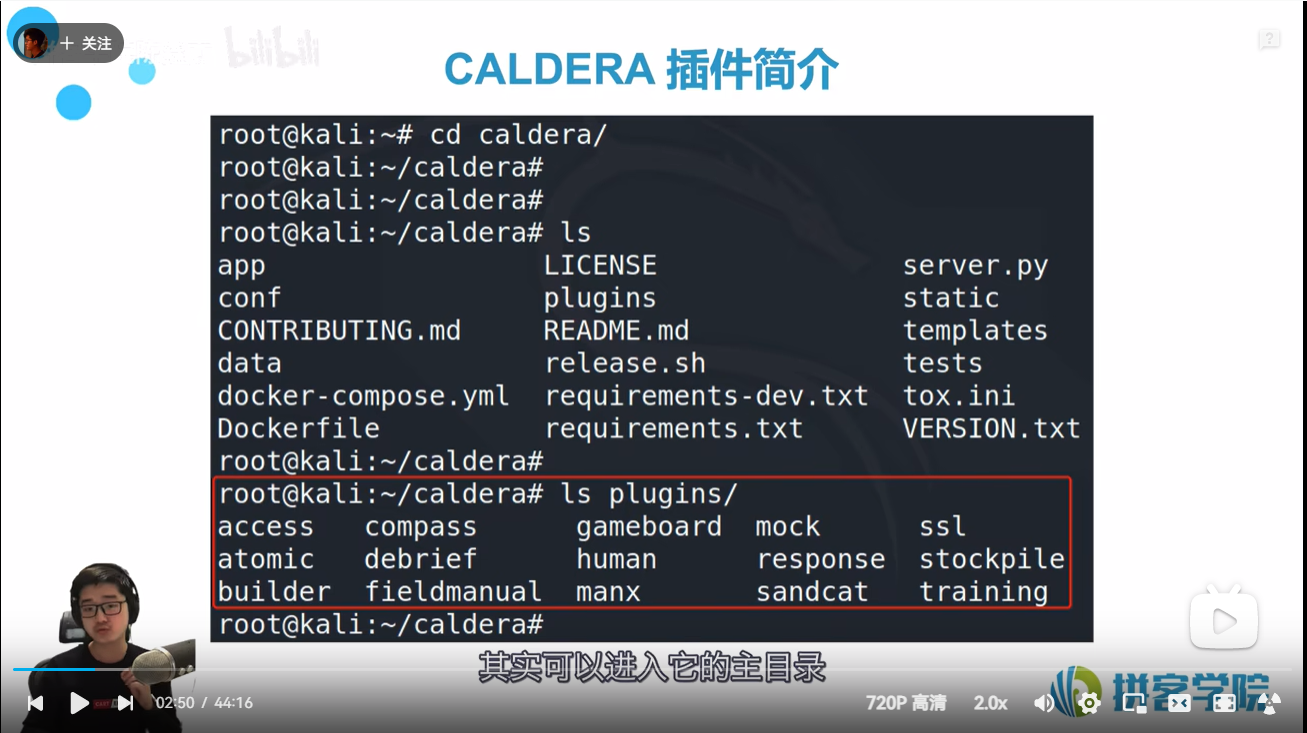 + 关注
bilibili
CALDERA 插件简介
root@kali:~# cd caldera/
root@kali:~/caldera#
root@kali:~/caldera#
root@kali:~/caldera# ls
app LICENSE server.py
conf plugins static
CONTRIBUTING.md README.md templates
data release.sh tests
docker-compose.yml requirements-dev.txt tox.ini
Dockerfile requirements.txt VERSION.txt
root@kali:~/caldera#
root@kali:~/caldera# ls plugins/
access compass gameboard mock ssl
atomic debrief human response stockpile
builder fieldmanual manx sandcat training
root@kali:~/caldera#
其实可以进入它的主目录
拼客学院
02:50 / 44:16 720P 高清 2.0x